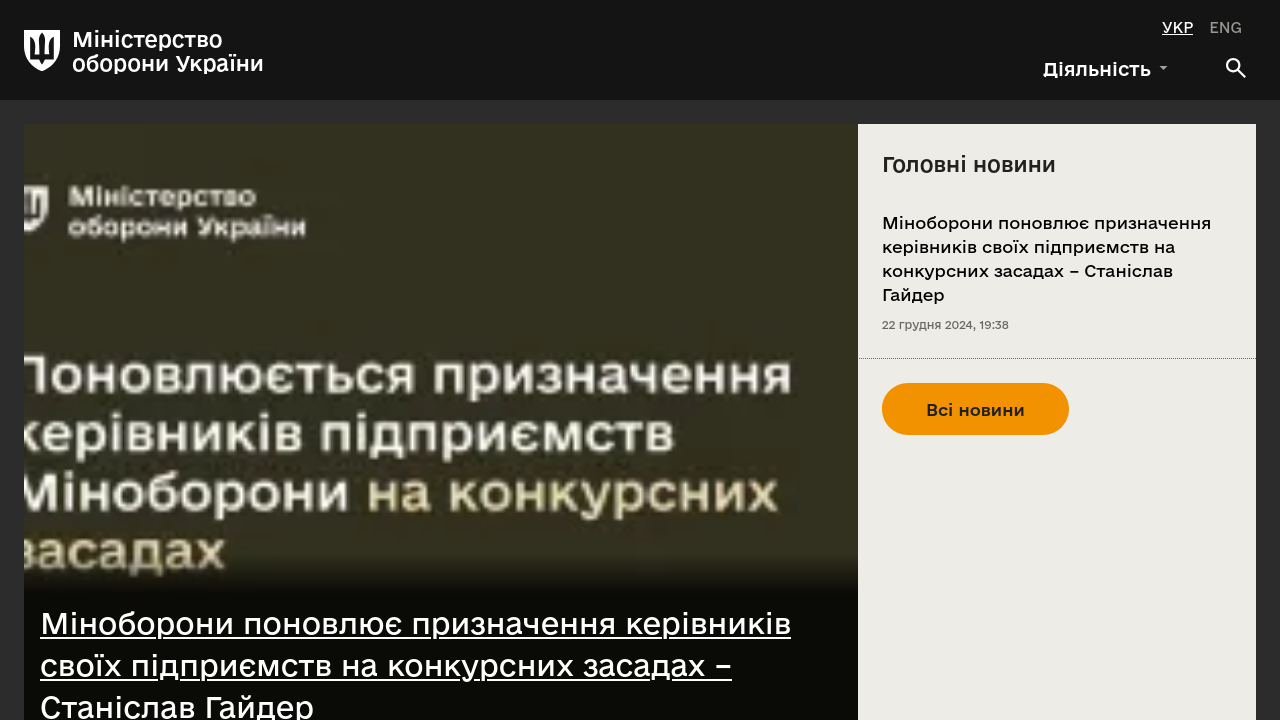 Міністерство
оборони України
УКР ENG
Діяльність
Міністерство
оборони України
Поновлюється призначення
керівників підприємств
Міноборони на конкурсних
засадах
Міноборони поновлює призначення керівників
своїх підприємств на конкурсних засадах –
Станіслав Гайдер
Головні новини
Міноборони поновлює призначення
керівників своїх підприємств на
конкурсних засадах – Станіслав
Гайдер
22 грудня 2024, 19:38
Всі новини